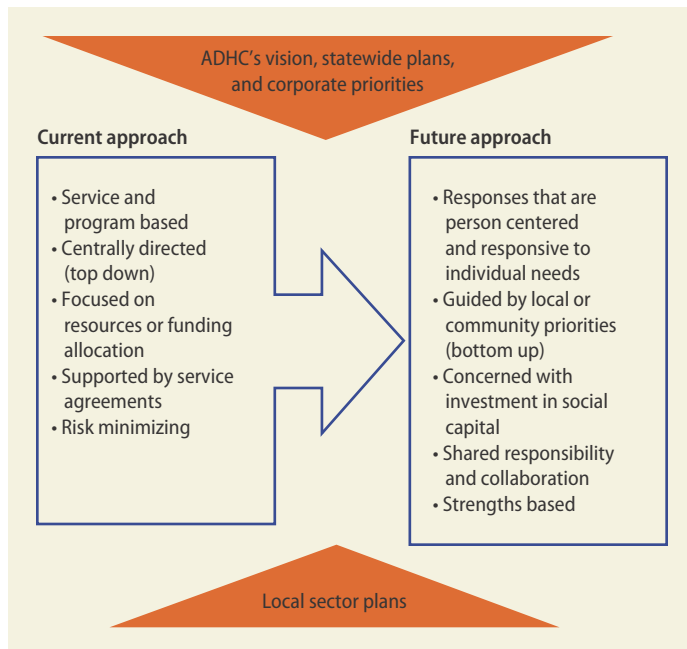 ADHC's vision, statewide plans,
and corporate priorities
Current approach
• Service and
program based
• Centrally directed
(top down)
• Focused on
resources or funding
allocation
• Supported by service
agreements
• Risk minimizing
Future approach
• Responses that are
person centered
and responsive to
individual needs
• Guided by local or
community priorities
(bottom up)
• Concerned with
investment in social
capital
• Shared responsibility
and collaboration
• Strengths based
Local sector plans